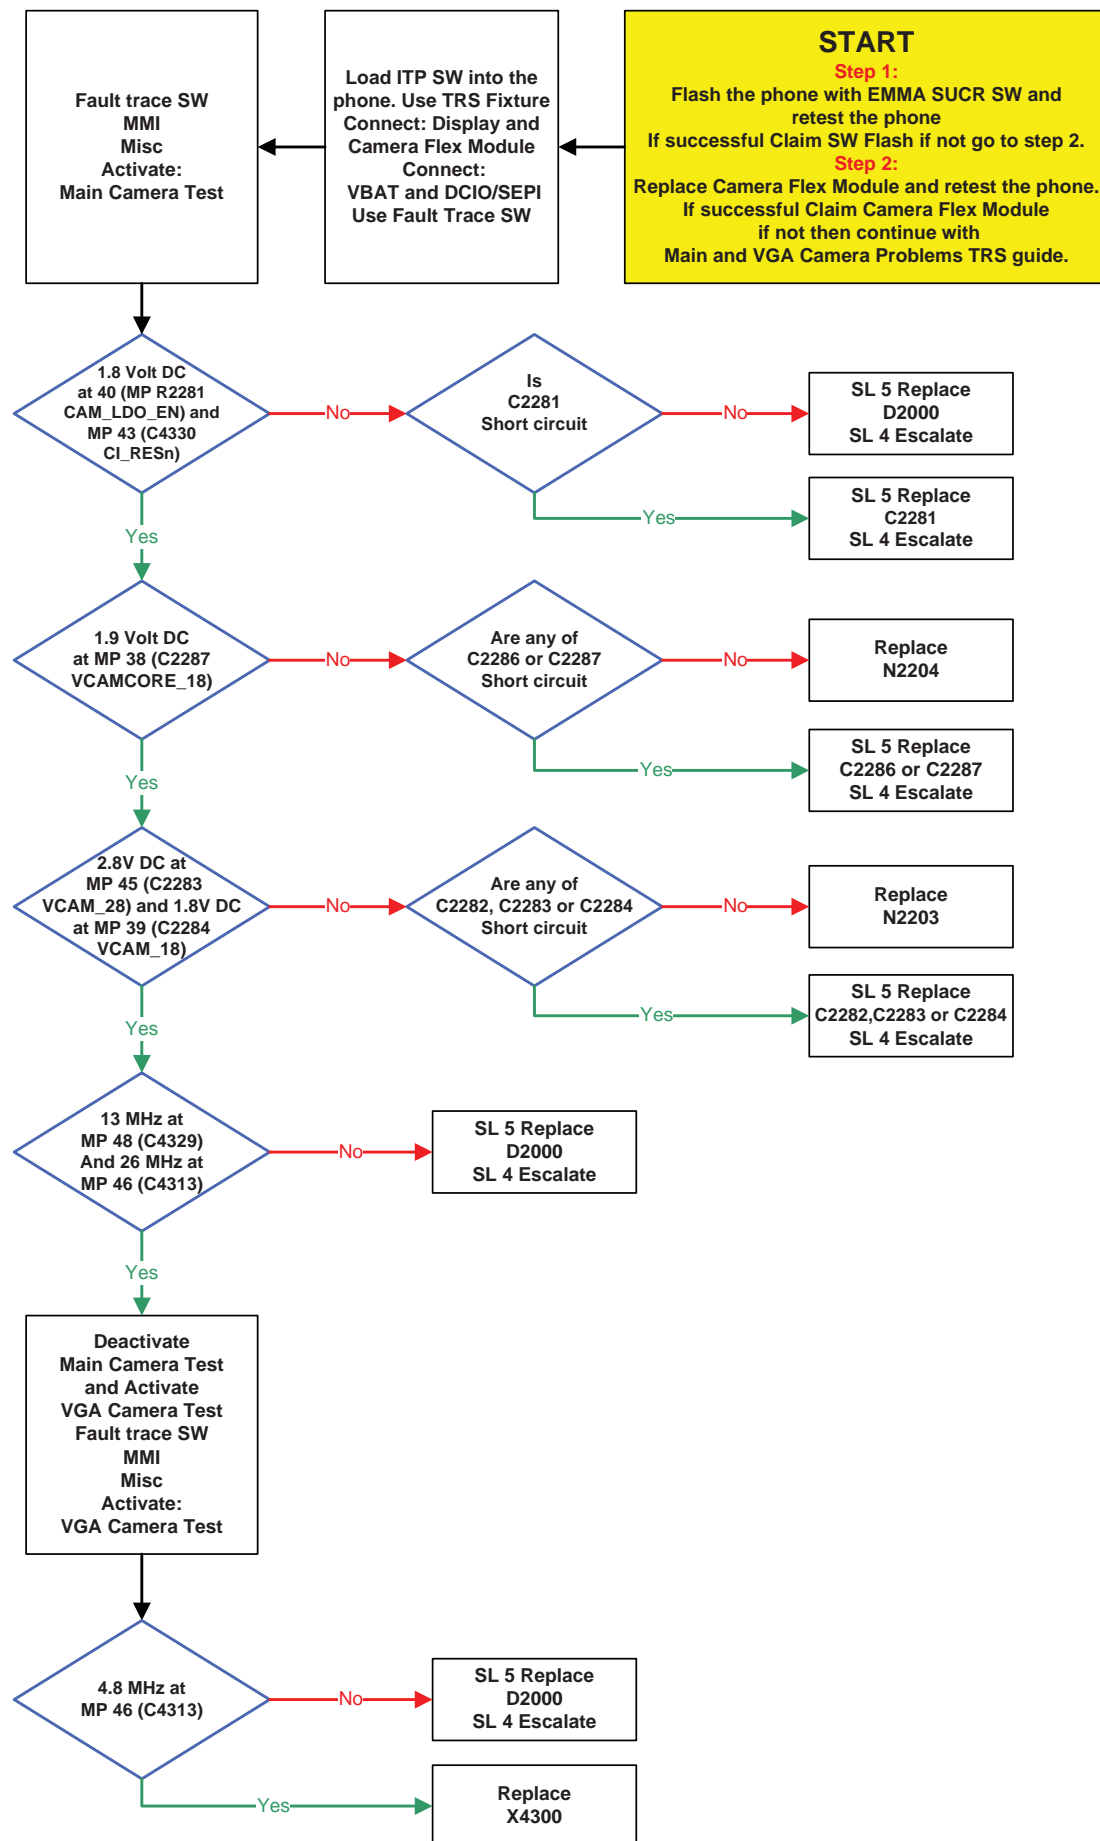 START
Step 1:
Flash the phone with EMMA SUCR SW and
retest the phone
If successful Claim SW Flash if not go to step 2.
Step 2:
Replace Camera Flex Module and retest the phone.
If successful Claim Camera Flex Module
if not then continue with
Main and VGA Camera Problems TRS guide.
Load ITP SW into the
phone. Use TRS Fixture
Connect: Display and
Camera Flex Module
Connect:
VBAT and DCIO/SEPI
Use Fault Trace SW
Fault trace SW
MMI
Misc
Activate:
Main Camera Test
1.8 Volt DC
at 40 (MP R2281
CAM_LDO_EN) and
MP 43 (C4330
CI_RESn)
No
Is
C2281
Short circuit
No
SL 5 Replace
D2000
SL 4 Escalate
Yes
SL 5 Replace
C2281
SL 4 Escalate
Yes
1.9 Volt DC
at MP 38 (C2287
VCAMCORE_18)
No
Are any of
C2286 or C2287
Short circuit
No
Replace
N2204
Yes
SL 5 Replace
C2286 or C2287
SL 4 Escalate
Yes
2.8V DC at
MP 45 (C2283
VCAM_28) and 1.8V DC
at MP 39 (C2284
VCAM_18)
No
Are any of
C2282, C2283 or C2284
Short circuit
No
Replace
N2203
Yes
SL 5 Replace
C2282,C2283 or C2284
SL 4 Escalate
Yes
13 MHz at
MP 48 (C4329)
And 26 MHz at
MP 46 (C4313)
No
SL 5 Replace
D2000
SL 4 Escalate
Yes
Deactivate
Main Camera Test
and Activate
VGA Camera Test
Fault trace SW
MMI
Misc
Activate:
VGA Camera Test
4.8 MHz at
MP 46 (C4313)
No
SL 5 Replace
D2000
SL 4 Escalate
Yes
Replace
X4300